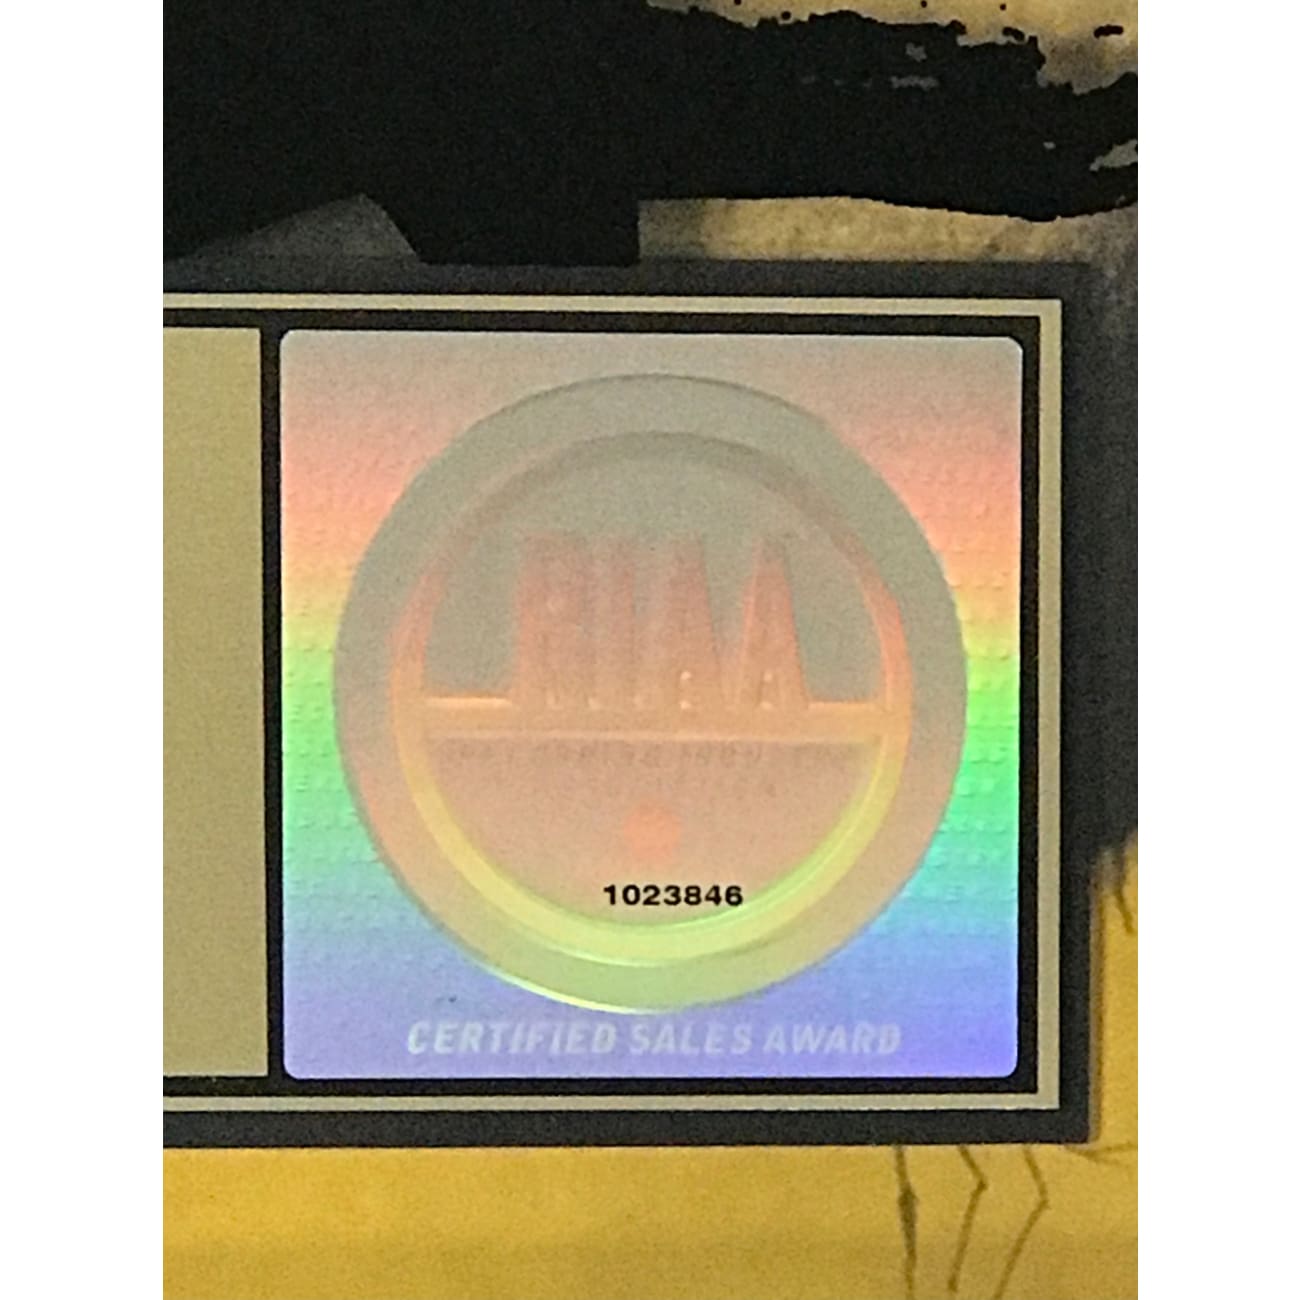 RIAA
1023846
CERTIFIED SALES AWARD